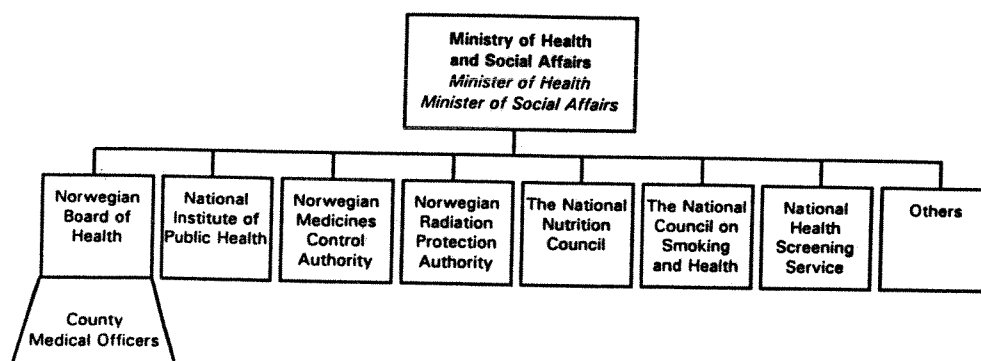 Ministry of Health
and Social Affairs
Minister of Health
Minister of Social Affairs
Norwegian
Board of
Health
National
Institute of
Public Health
Norwegian
Medicines
Control
Authority
Norwegian
Radiation
Protection
Authority
The National
Nutrition
Council
The National
Council on
Smoking
and Health
National
Health
Screening
Service
Others
County
Medical Officers